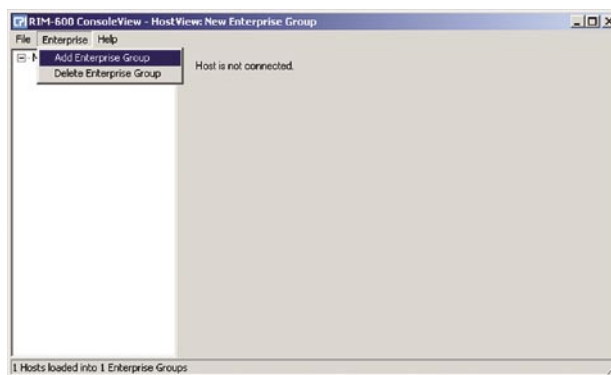 RIM-600 ConsoleView - HostView: New Enterprise Group
File Enterprise Help
Add Enterprise Group
Delete Enterprise Group
Host is not connected.
1 Hosts loaded into 1 Enterprise Groups